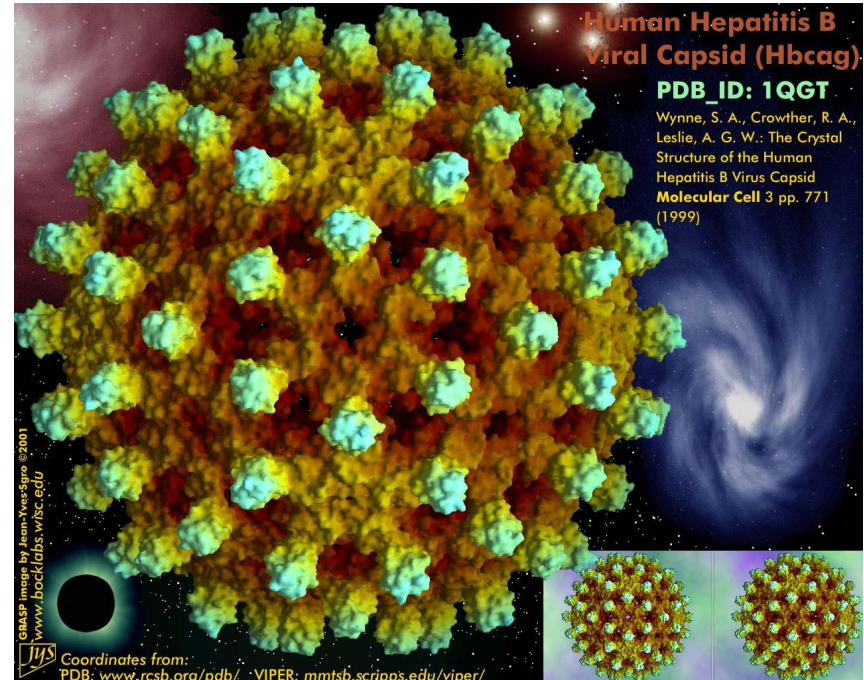 Human Hepatitis B
Viral Capsid (Hbcag)
PDB_ID: 1QGT
Wynne, S. A., Crowther, R. A.,
Leslie, A. G. W.: The Crystal
Structure of the Human
Hepatitis B Virus Capsid
Molecular Cell 3 pp. 771
(1999)
GRASP image by Jean-Yves Sgro ©2001
www.bocklabs.wisc.edu
jys
Coordinates from:
PDB: www.rcsb.org/pdb/ VIPER: mmtsb.scripps.edu/viper/